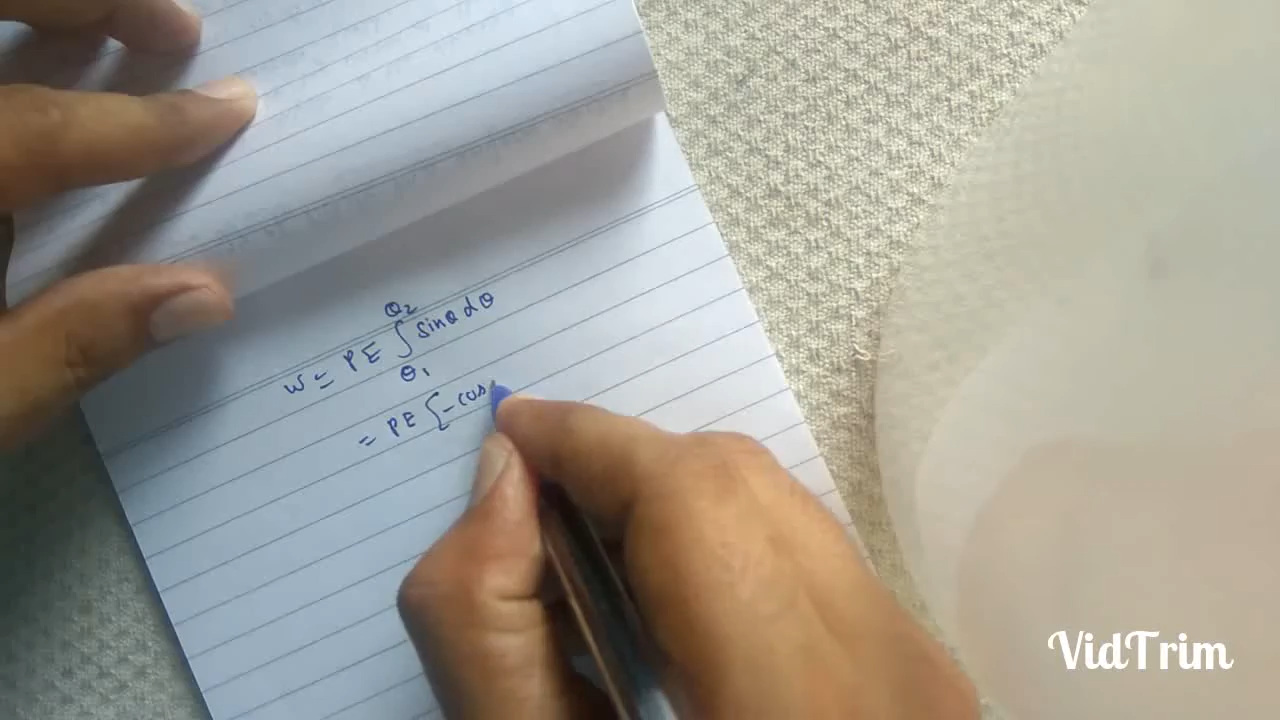 θ₂
W = PE ∫ sinθ dθ
θ₁
= PE [-cos
VidTrim